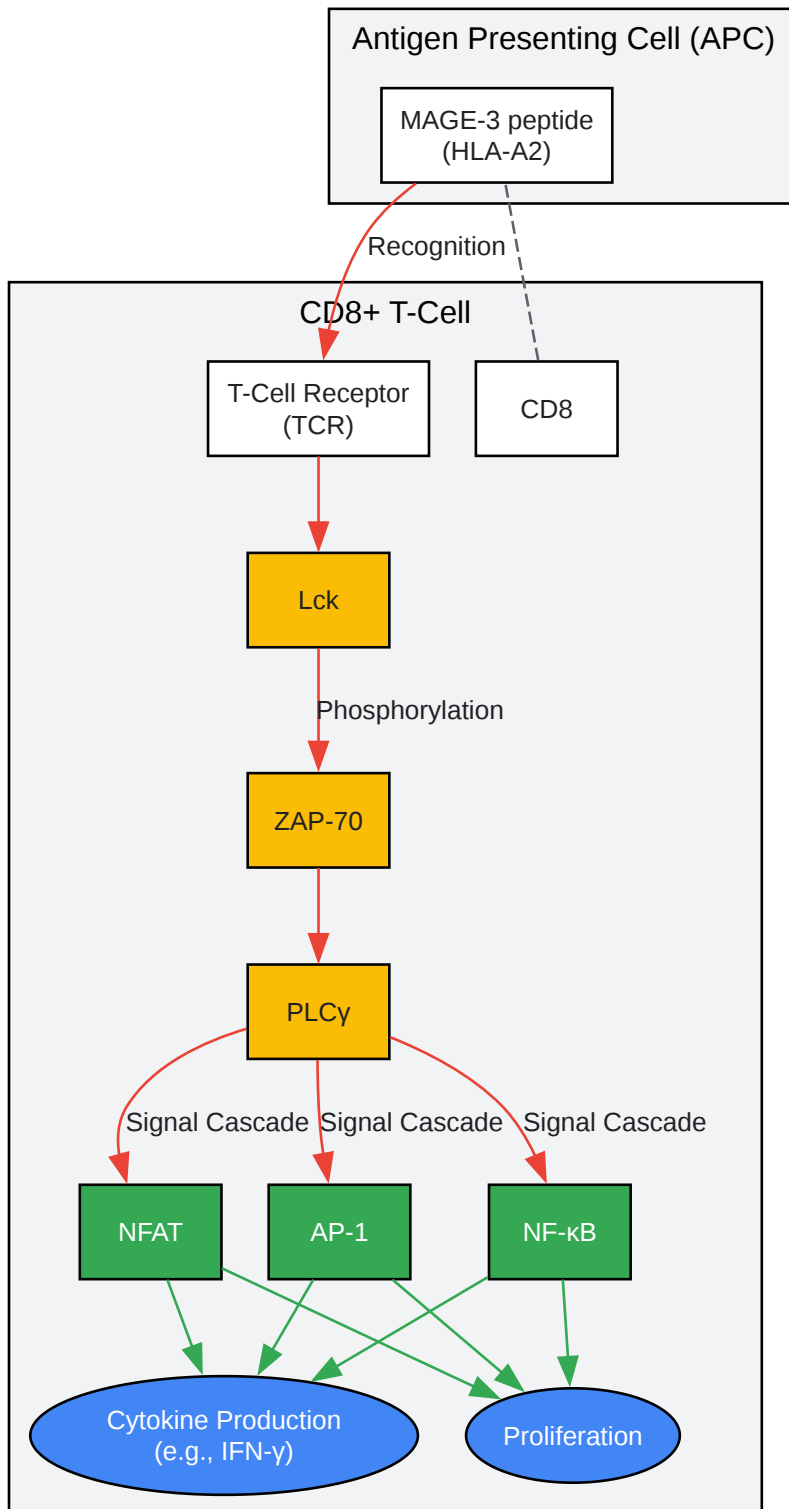 Antigen Presenting Cell (APC)
MAGE-3 peptide
(HLA-A2)
Recognition
CD8+ T-Cell
T-Cell Receptor
(TCR)
CD8
Lck
Phosphorylation
ZAP-70
PLCγ
Signal Cascade
Signal Cascade
Signal Cascade
NFAT
AP-1
NF-κB
Cytokine Production
(e.g., IFN-γ)
Proliferation